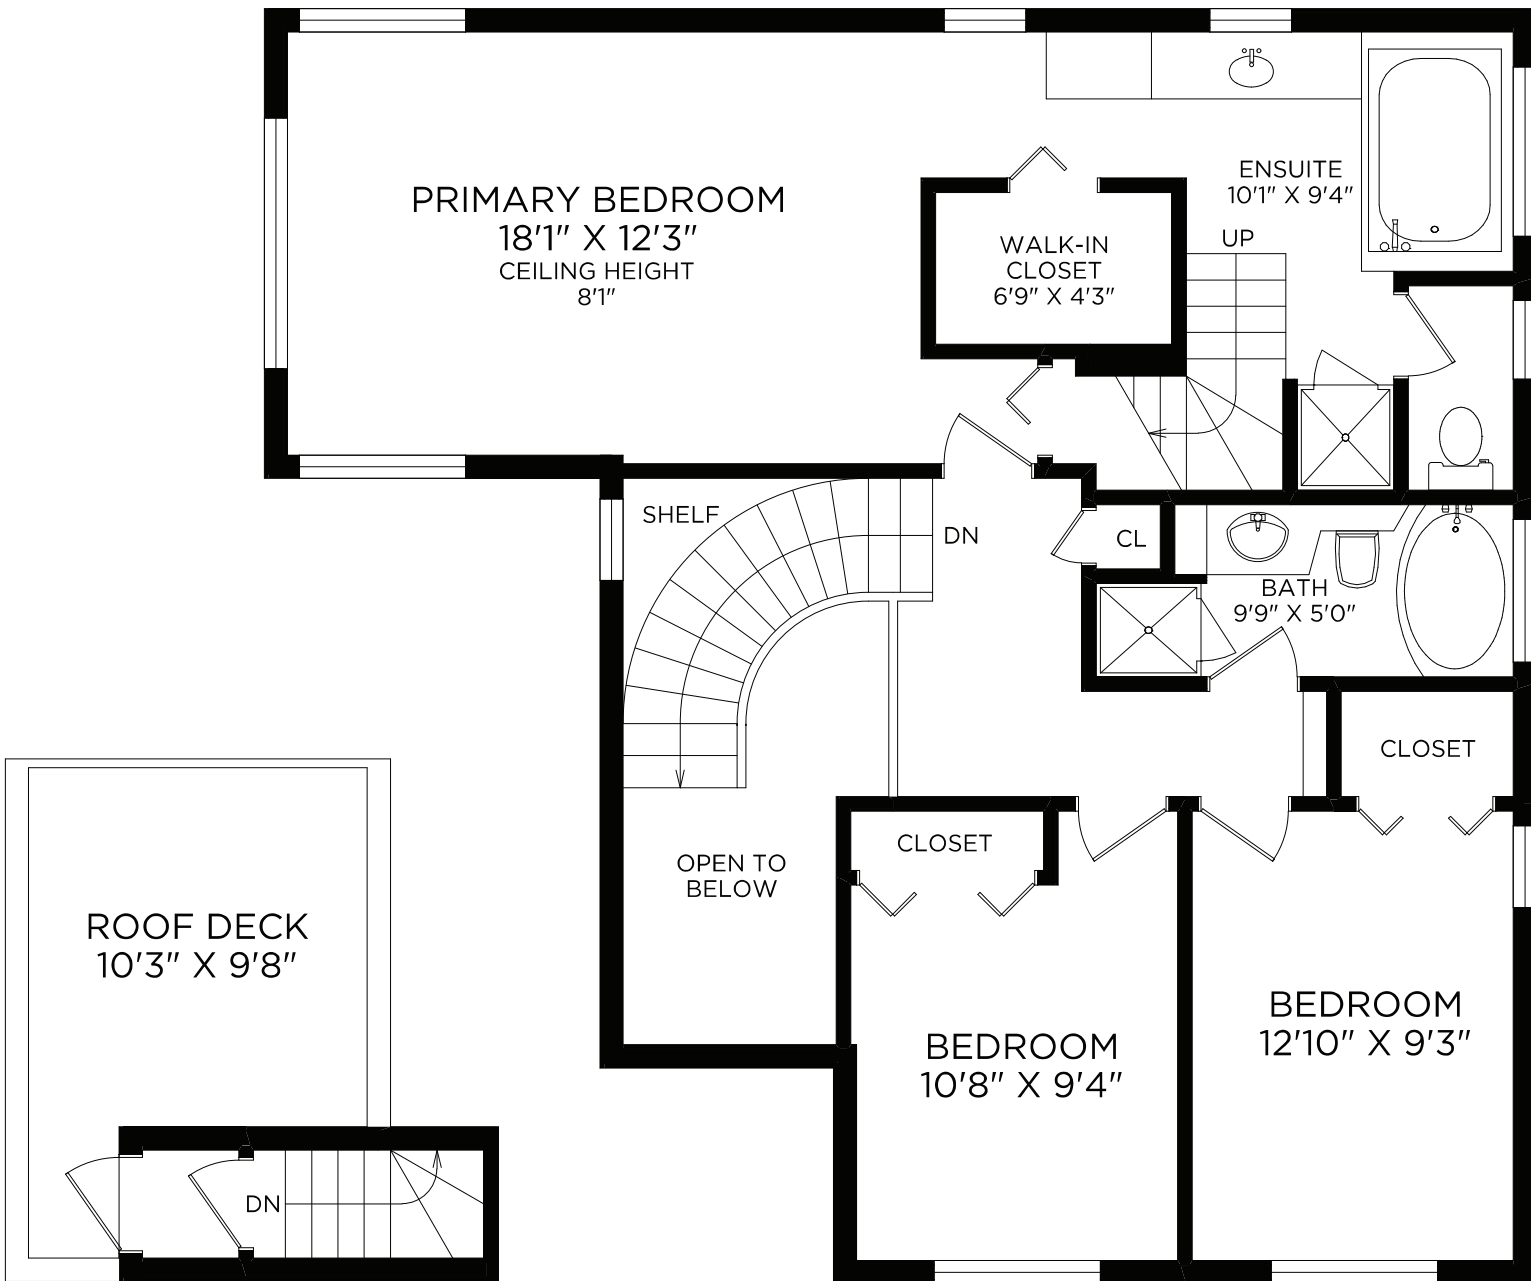 PRIMARY BEDROOM
18'1" X 12'3"
CEILING HEIGHT
8'1"
WALK-IN
CLOSET
6'9" X 4'3"
ENSUITE
10'1" X 9'4"
UP
SHELF
DN
CL
BATH
9'9" X 5'0"
CLOSET
CLOSET
OPEN TO
BELOW
ROOF DECK
10'3" X 9'8"
BEDROOM
10'8" X 9'4"
BEDROOM
12'10" X 9'3"
DN